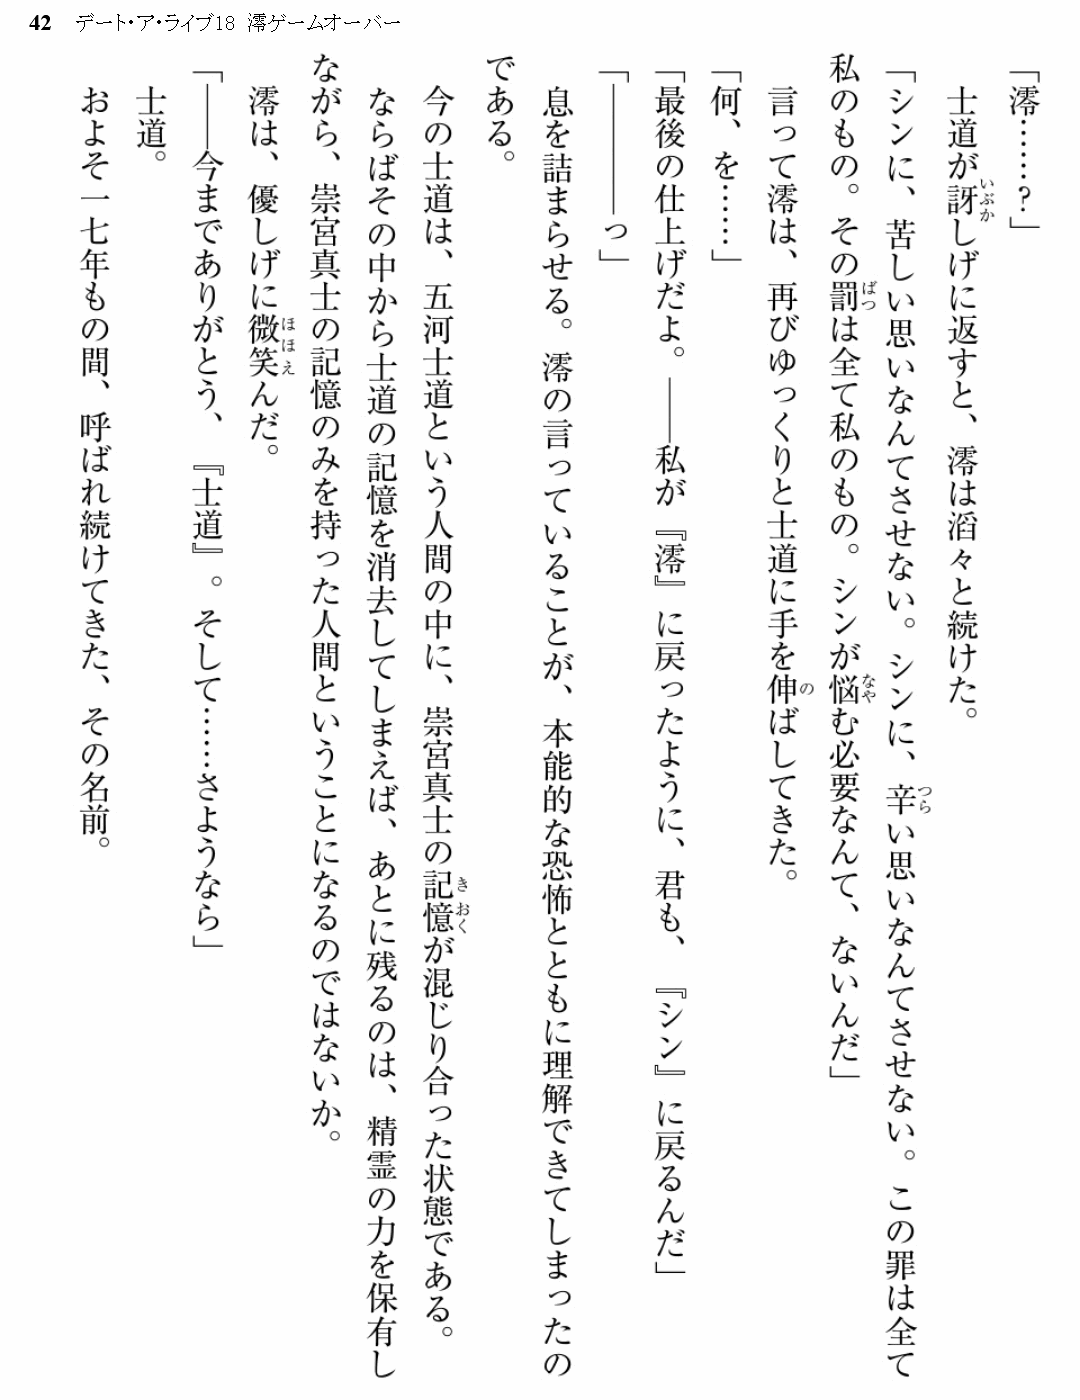 42 デート・ア・ライブ18 澪ゲームオーバー
「澪……?」
士道が訝しげに返すと、澪は滔々と続けた。
「シンに、苦しい思いなんてさせない。シンに、辛い思いなんてさせない。この罪は全て
私のもの。その罰は全て私のもの。シンが悩む必要なんて、ないんだ」
言って澪は、再びゆっくりと士道に手を伸ばしてきた。
「何、を……」
「最後の仕上げだよ。――私が『澪』に戻ったように、君も、『シン』に戻るんだ」
「――――っ」
息を詰まらせる。澪の言っていることが、本能的な恐怖とともに理解できてしまったの
である。
今の士道は、五河士道という人間の中に、崇宮真士の記憶が混じり合った状態である。
ならばその中から士道の記憶を消去してしまえば、あとに残るのは、精霊の力を保有し
ながら、崇宮真士の記憶のみを持った人間ということになるのではないか。
澪は、優しげに微笑んだ。
「――今までありがとう、『士道』。そして……さようなら」
士道。
およそ一七年もの間、呼ばれ続けてきた、その名前。